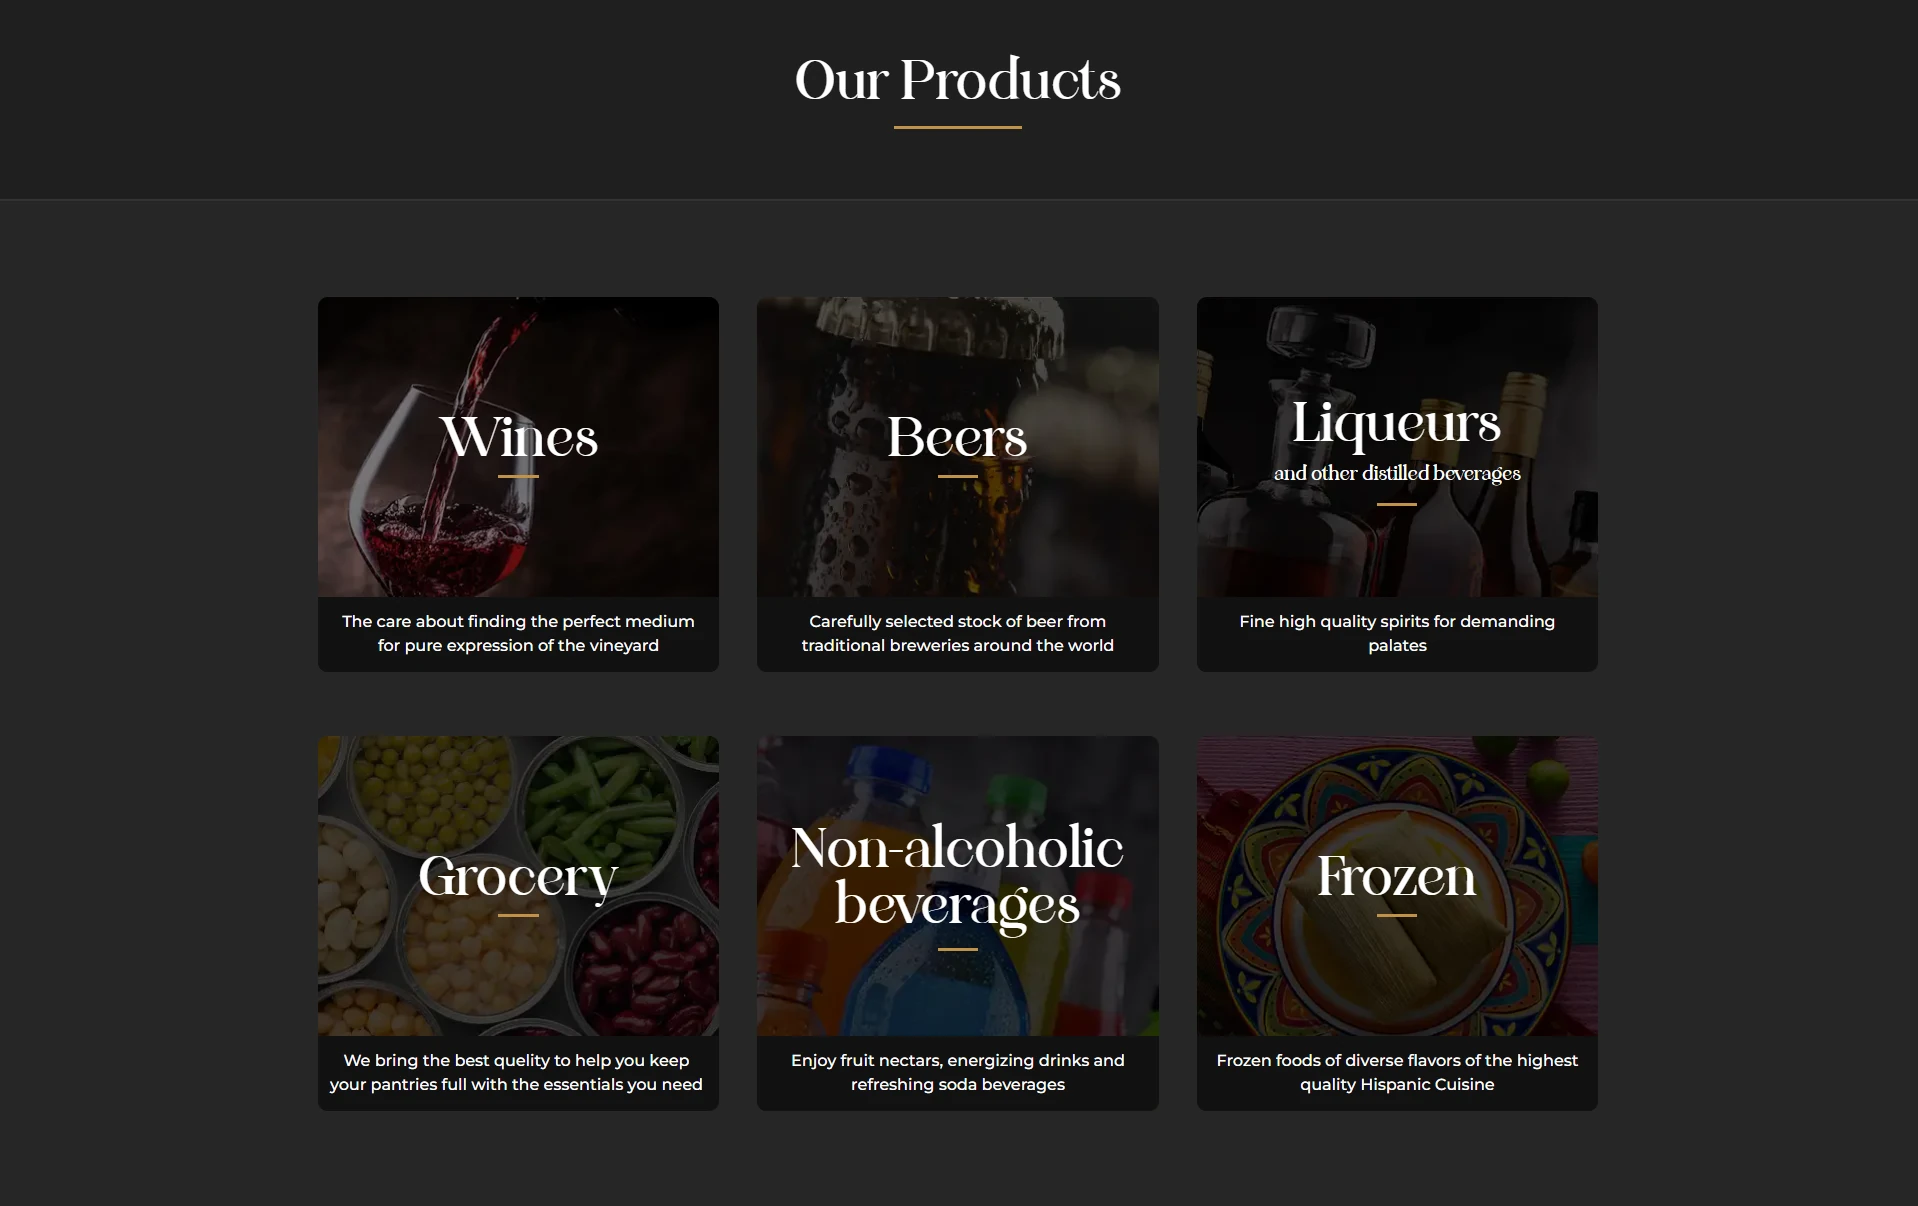 Our Products
Wines
The care about finding the perfect medium
for pure expression of the vineyard
Beers
Carefully selected stock of beer from
traditional breweries around the world
Liqueurs
and other distilled beverages
Fine high quality spirits for demanding
palates
Grocery
We bring the best quelity to help you keep
your pantries full with the essentials you need
Non-alcoholic
beverages
Enjoy fruit nectars, energizing drinks and
refreshing soda beverages
Frozen
Frozen foods of diverse flavors of the highest
quality Hispanic Cuisine